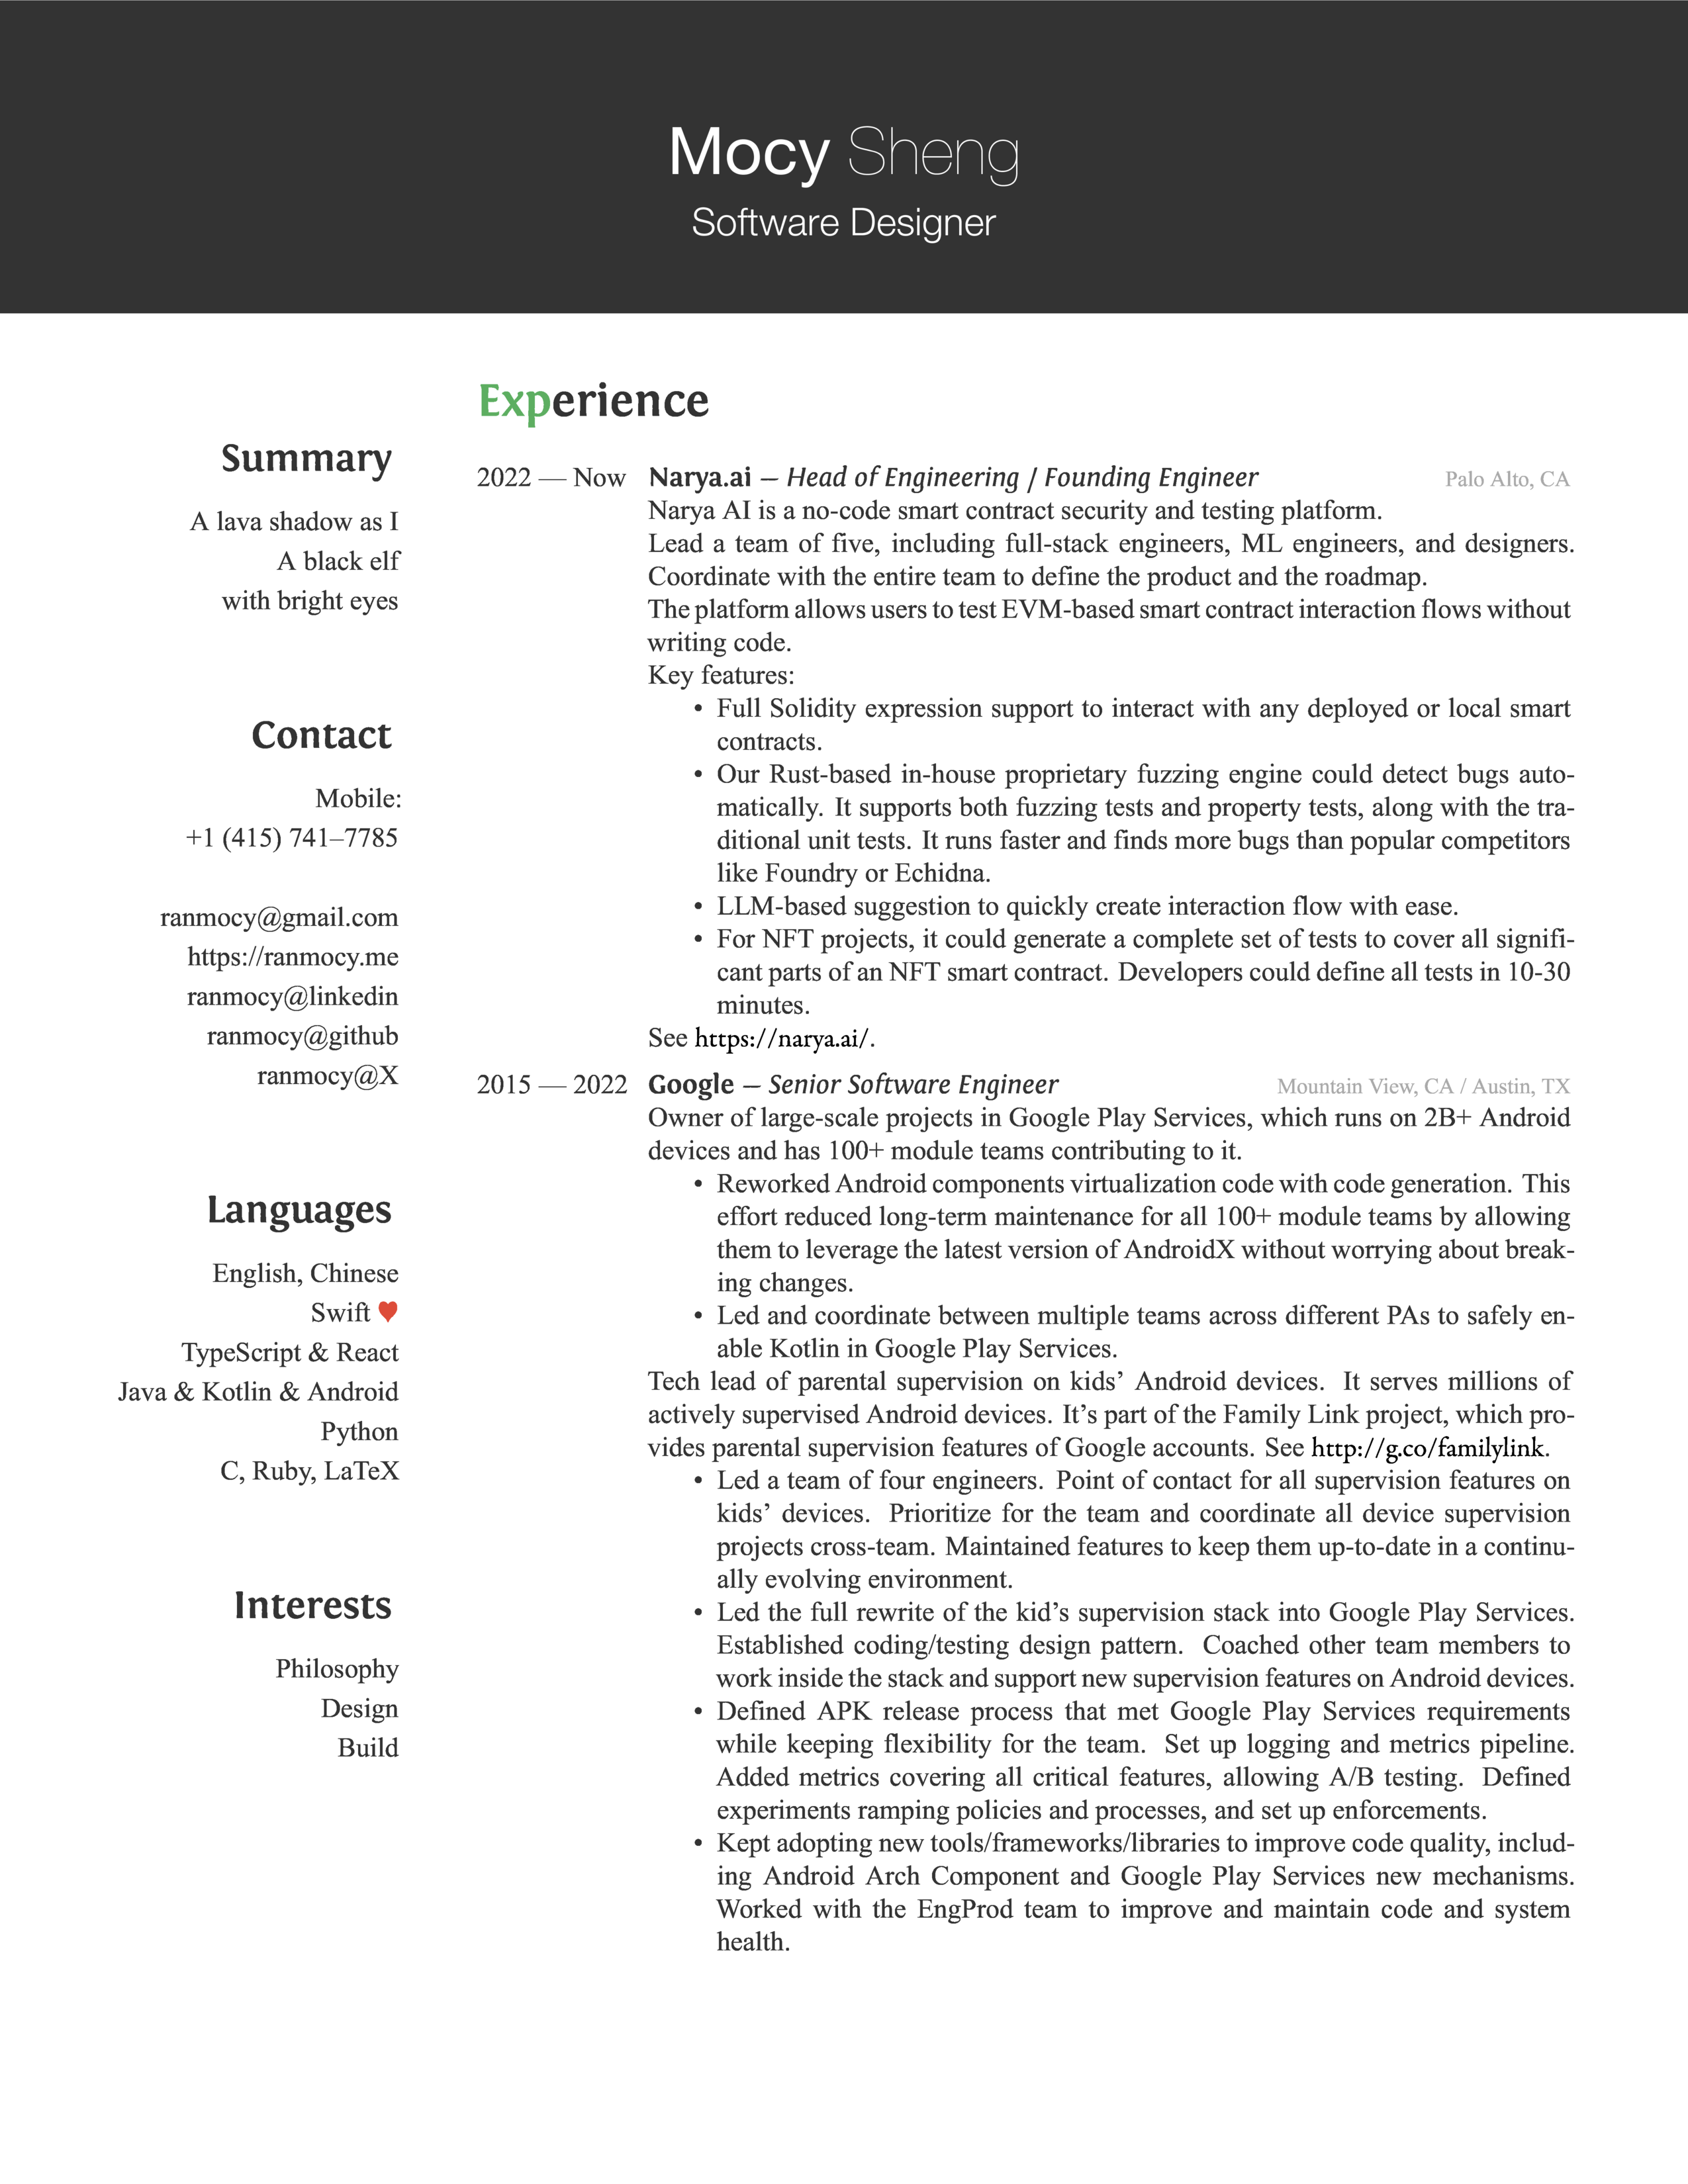 Mocy Sheng
Software Designer
Summary
A lava shadow as I
A black elf
with bright eyes
Contact
Mobile:
+1 (415) 741–7785
ranmocy@gmail.com
https://ranmocy.me
ranmocy@linkedin
ranmocy@github
ranmocy@X
Languages
English, Chinese
Swift ♥
TypeScript & React
Java & Kotlin & Android
Python
C, Ruby, LaTeX
Interests
Philosophy
Design
Build
Experience
2022 — Now Narya.ai – Head of Engineering / Founding Engineer Palo Alto, CA
Narya AI is a no-code smart contract security and testing platform.
Lead a team of five, including full-stack engineers, ML engineers, and designers.
Coordinate with the entire team to define the product and the roadmap.
The platform allows users to test EVM-based smart contract interaction flows without
writing code.
Key features:
• Full Solidity expression support to interact with any deployed or local smart
contracts.
• Our Rust-based in-house proprietary fuzzing engine could detect bugs auto-
matically. It supports both fuzzing tests and property tests, along with the tra-
ditional unit tests. It runs faster and finds more bugs than popular competitors
like Foundry or Echidna.
• LLM-based suggestion to quickly create interaction flow with ease.
• For NFT projects, it could generate a complete set of tests to cover all signifi-
cant parts of an NFT smart contract. Developers could define all tests in 10-30
minutes.
See https://narya.ai/.
2015 — 2022 Google – Senior Software Engineer Mountain View, CA / Austin, TX
Owner of large-scale projects in Google Play Services, which runs on 2B+ Android
devices and has 100+ module teams contributing to it.
• Reworked Android components virtualization code with code generation. This
effort reduced long-term maintenance for all 100+ module teams by allowing
them to leverage the latest version of AndroidX without worrying about break-
ing changes.
• Led and coordinate between multiple teams across different PAs to safely en-
able Kotlin in Google Play Services.
Tech lead of parental supervision on kids’ Android devices. It serves millions of
actively supervised Android devices. It’s part of the Family Link project, which pro-
vides parental supervision features of Google accounts. See http://g.co/familylink.
• Led a team of four engineers. Point of contact for all supervision features on
kids’ devices. Prioritize for the team and coordinate all device supervision
projects cross-team. Maintained features to keep them up-to-date in a continu-
ally evolving environment.
• Led the full rewrite of the kid’s supervision stack into Google Play Services.
Established coding/testing design pattern. Coached other team members to
work inside the stack and support new supervision features on Android devices.
• Defined APK release process that met Google Play Services requirements
while keeping flexibility for the team. Set up logging and metrics pipeline.
Added metrics covering all critical features, allowing A/B testing. Defined
experiments ramping policies and processes, and set up enforcements.
• Kept adopting new tools/frameworks/libraries to improve code quality, includ-
ing Android Arch Component and Google Play Services new mechanisms.
Worked with the EngProd team to improve and maintain code and system
health.